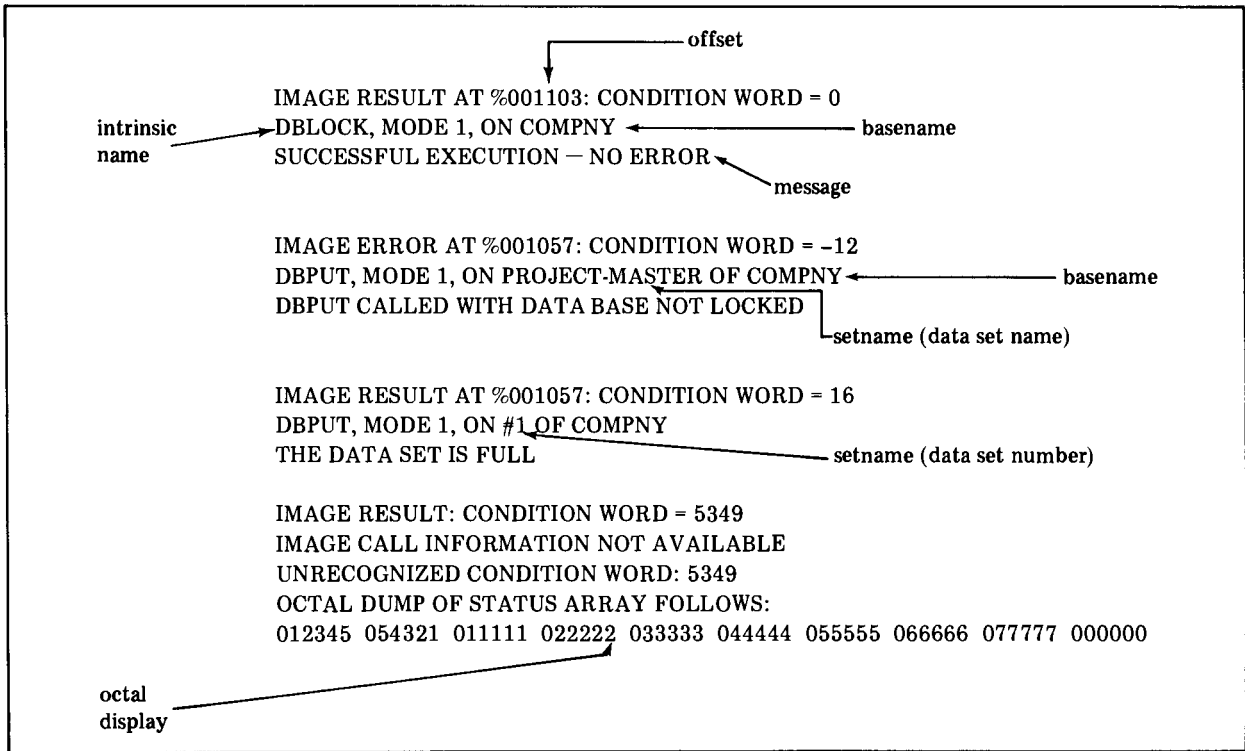 offset
IMAGE RESULT AT %001103: CONDITION WORD = 0
intrinsic name
DBLOCK, MODE 1, ON COMPNY
basename
SUCCESSFUL EXECUTION — NO ERROR
message
IMAGE ERROR AT %001057: CONDITION WORD = –12
DBPUT, MODE 1, ON PROJECT-MASTER OF COMPNY
basename
DBPUT CALLED WITH DATA BASE NOT LOCKED
setname (data set name)
IMAGE RESULT AT %001057: CONDITION WORD = 16
DBPUT, MODE 1, ON #1 OF COMPNY
THE DATA SET IS FULL
setname (data set number)
IMAGE RESULT: CONDITION WORD = 5349
IMAGE CALL INFORMATION NOT AVAILABLE
UNRECOGNIZED CONDITION WORD: 5349
OCTAL DUMP OF STATUS ARRAY FOLLOWS:
012345 054321 011111 022222 033333 044444 055555 066666 077777 000000
octal
display